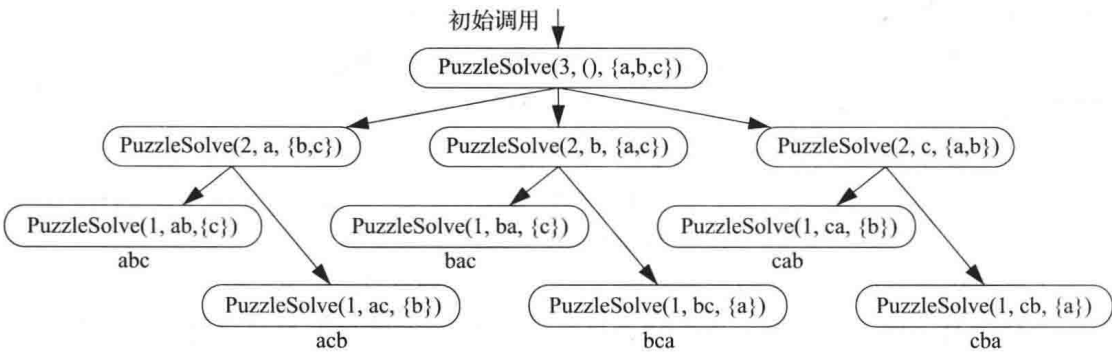 初始调用
PuzzleSolve(3, (), {a,b,c})
PuzzleSolve(2, a, {b,c})
PuzzleSolve(2, b, {a,c})
PuzzleSolve(2, c, {a,b})
PuzzleSolve(1, ab,{c})
PuzzleSolve(1, ba, {c})
PuzzleSolve(1, ca, {b})
abc
bac
cab
PuzzleSolve(1, ac, {b})
PuzzleSolve(1, bc, {a})
PuzzleSolve(1, cb, {a})
acb
bca
cba